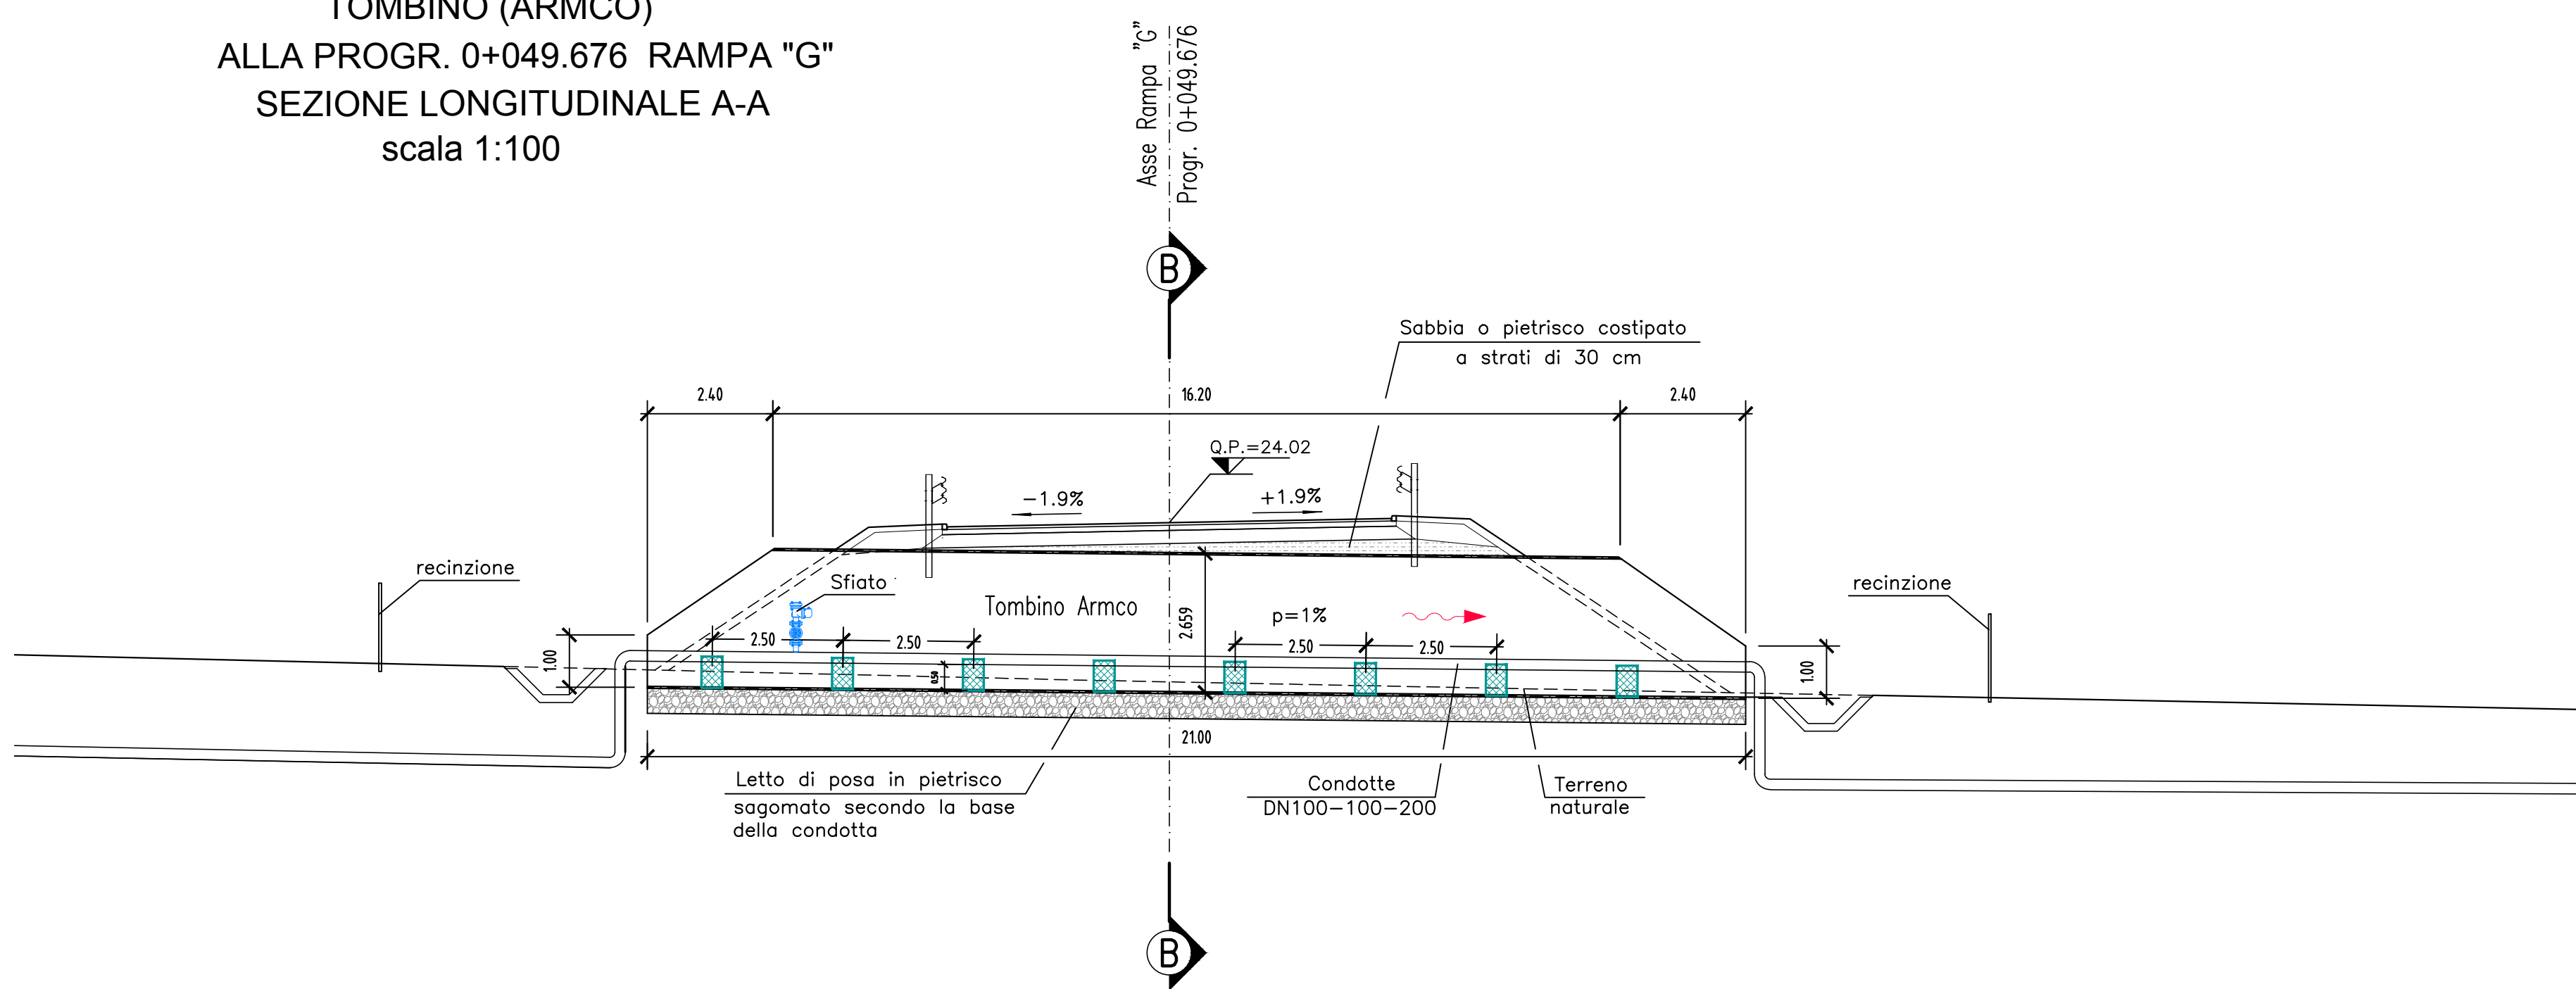 TOMBINO (ARMCO)
ALLA PROGR. 0+049.676 RAMPA "G"
SEZIONE LONGITUDINALE A-A
scala 1:100
Asse Rampa "G"
Progr. 0+049.676
B
Sabbia o pietrisco costipato
a strati di 30 cm
2.40
16.20
2.40
Q.P.=24.02
-1.9%
+1.9%
recinzione
Sfiato
Tombino Armco
2.659
p=1%
recinzione
1.00
2.50
2.50
2.50
2.50
0.50
1.00
21.00
Letto di posa in pietrisco
sagomato secondo la base
della condotta
Condotte
DN100-100-200
Terreno
naturale
B